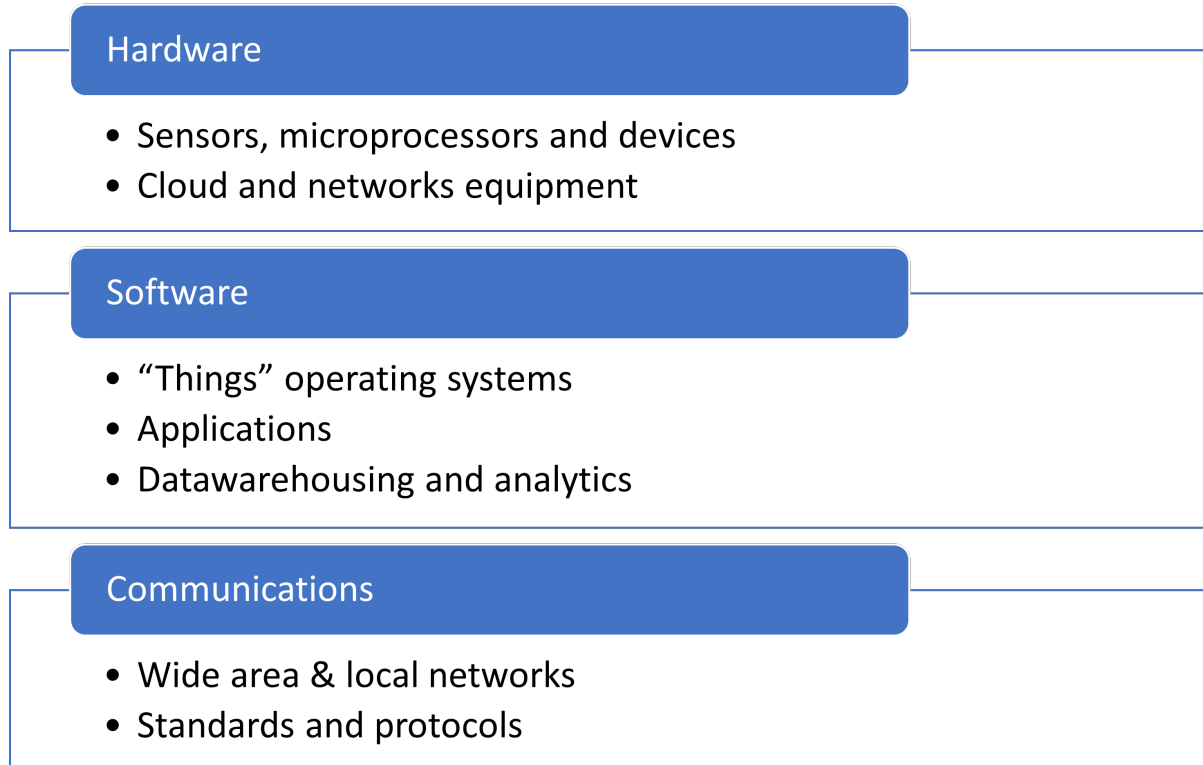 Hardware
• Sensors, microprocessors and devices
• Cloud and networks equipment
Software
• “Things” operating systems
• Applications
• Datawarehousing and analytics
Communications
• Wide area & local networks
• Standards and protocols